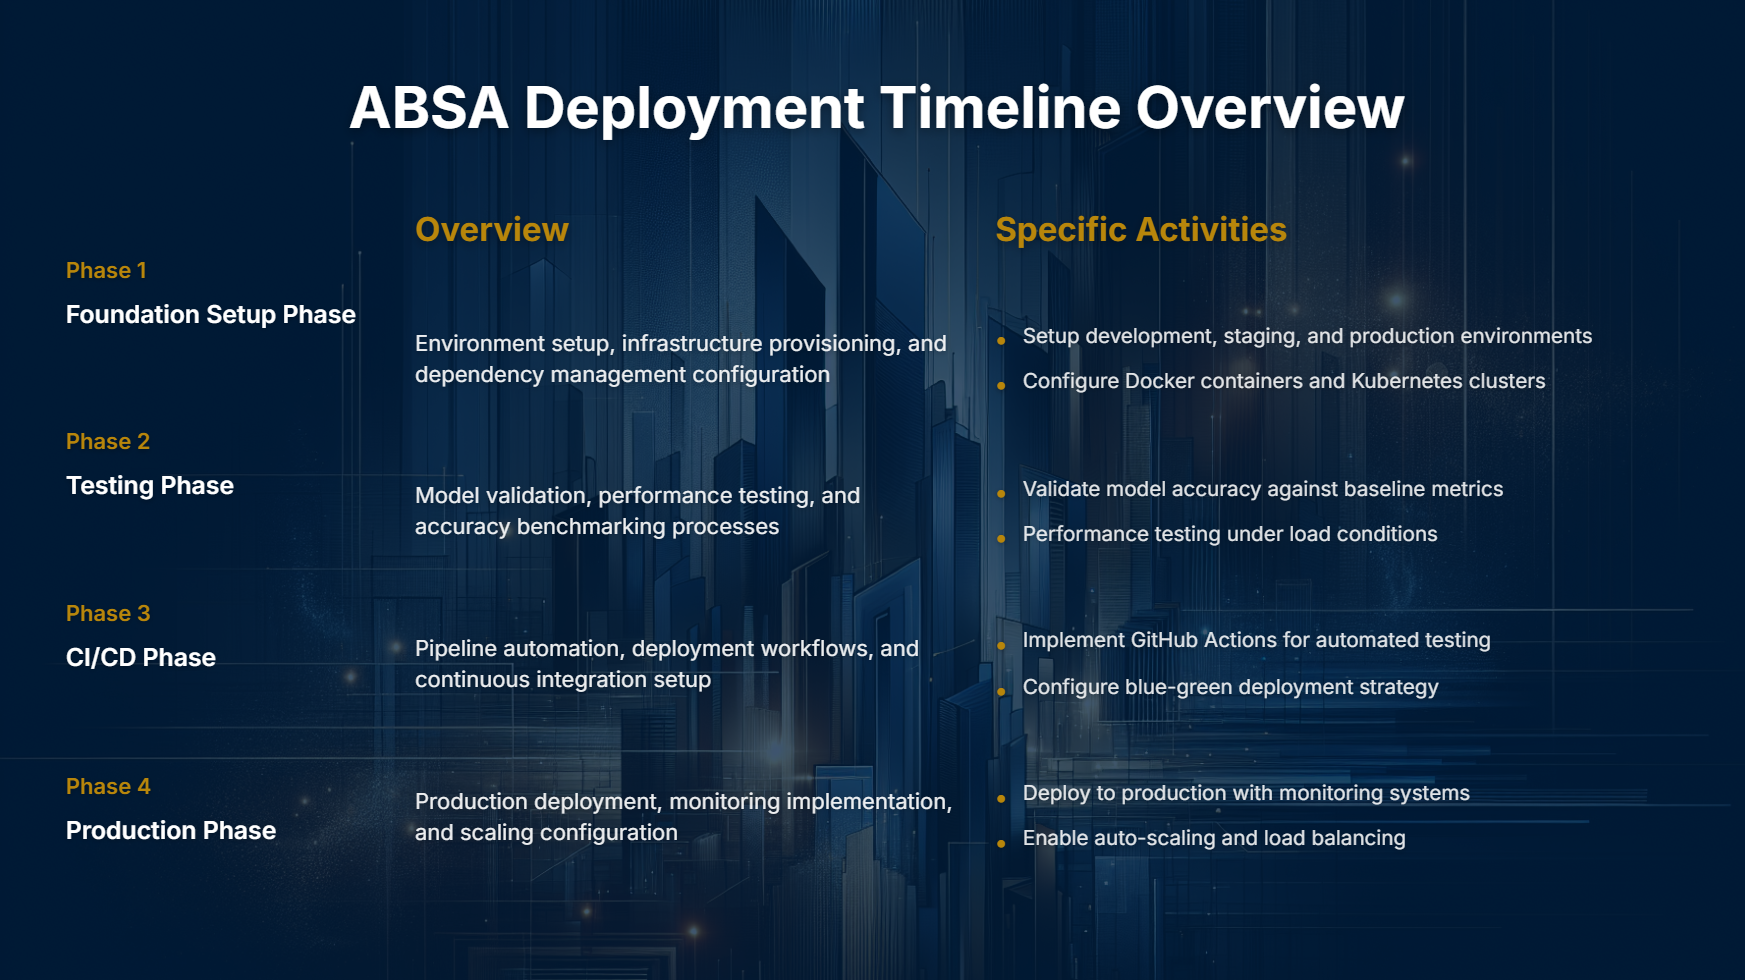 ABSA Deployment Timeline Overview
Overview
Specific Activities
Phase 1
Foundation Setup Phase
Environment setup, infrastructure provisioning, and
dependency management configuration
Setup development, staging, and production environments
Configure Docker containers and Kubernetes clusters
Phase 2
Testing Phase
Model validation, performance testing, and
accuracy benchmarking processes
Validate model accuracy against baseline metrics
Performance testing under load conditions
Phase 3
CI/CD Phase
Pipeline automation, deployment workflows, and
continuous integration setup
Implement GitHub Actions for automated testing
Configure blue-green deployment strategy
Phase 4
Production Phase
Production deployment, monitoring implementation,
and scaling configuration
Deploy to production with monitoring systems
Enable auto-scaling and load balancing